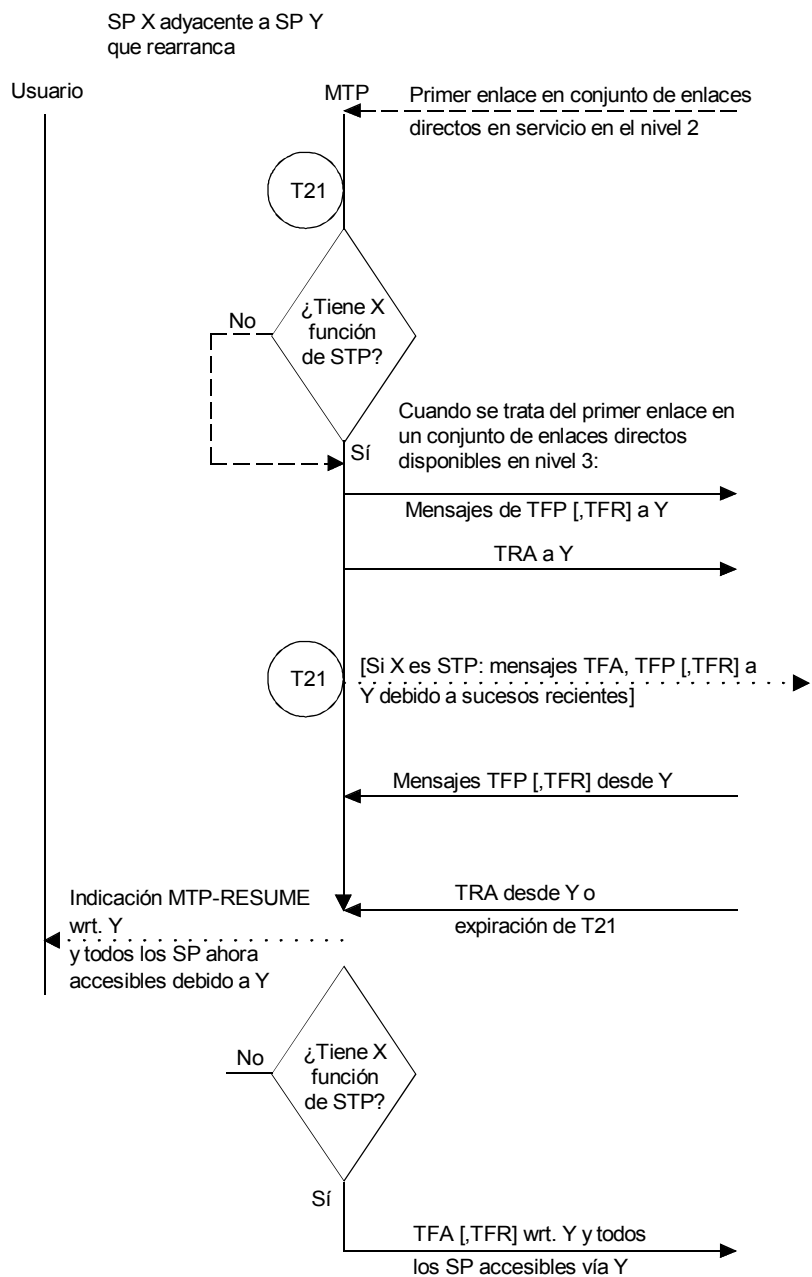 SP X adyacente a SP Y
que rearranca
Usuario
MTP
Primer enlace en conjunto de enlaces
directos en servicio en el nivel 2
T21
¿Tiene X
función
de STP?
No
Sí
Cuando se trata del primer enlace en
un conjunto de enlaces directos
disponibles en nivel 3:
Mensajes de TFP [,TFR] a Y
TRA a Y
T21
[Si X es STP: mensajes TFA, TFP [,TFR] a
Y debido a sucesos recientes]
Mensajes TFP [,TFR] desde Y
TRA desde Y o
expiración de T21
Indicación MTP-RESUME
wrt. Y
y todos los SP ahora
accesibles debido a Y
No
¿Tiene X
función
de STP?
Sí
TFA [,TFR] wrt. Y y todos
los SP accesibles vía Y